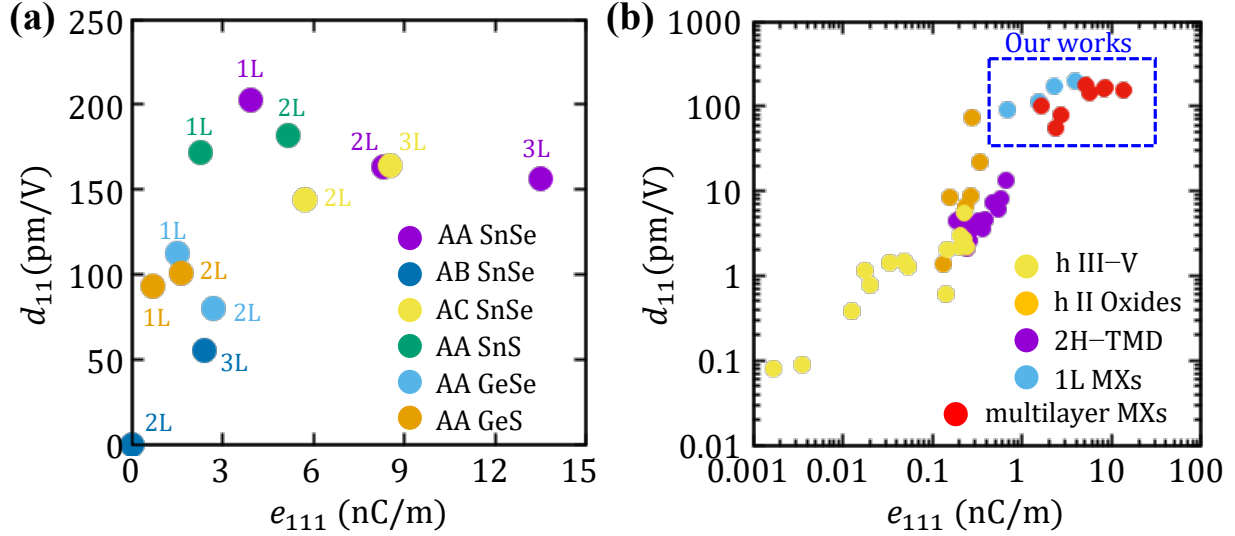 (a)
250
200
150
100
50
0
d₁₁(pm/V)
1L
1L
2L
2L
3L
3L
2L
1L
2L
1L
2L
3L
2L
AA SnSe
AB SnSe
AC SnSe
AA SnS
AA GeSe
AA GeS
0
3
6
9
12
15
e₁₁₁ (nC/m)
(b)
1000
100
10
1
0.1
0.01
d₁₁(pm/V)
Our works
h III−V
h II Oxides
2H−TMD
1L MXs
multilayer MXs
0.001
0.01
0.1
1
10
100
e₁₁₁ (nC/m)